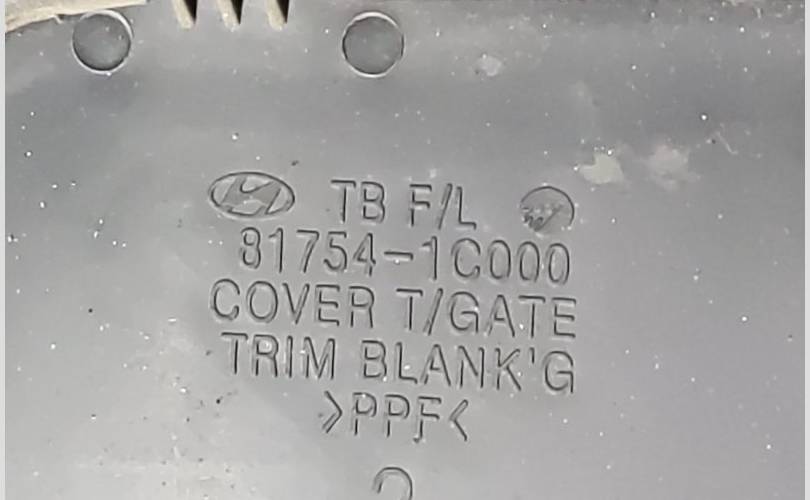 TB F/L
81754-1C000
COVER T/GATE
TRIM BLANK'G
>PPF<